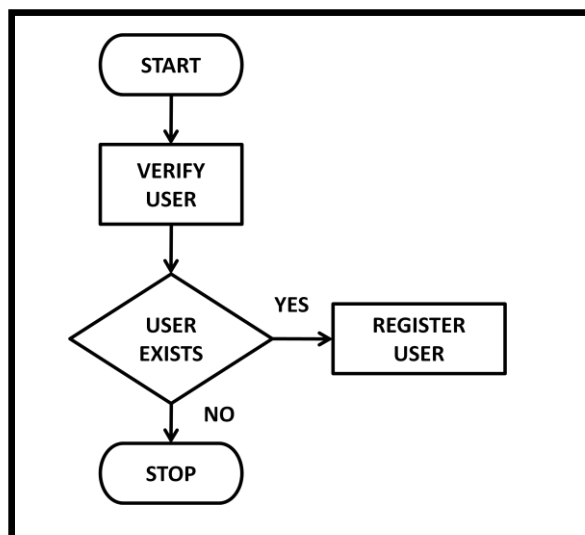 START
VERIFY
USER
USER
EXISTS
YES
REGISTER
USER
NO
STOP